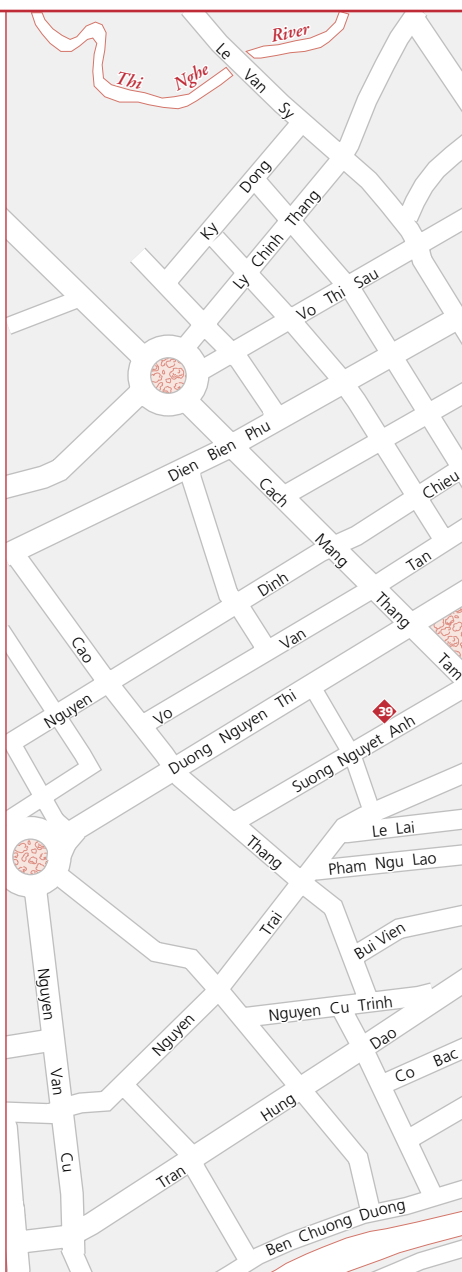 River
Thi Nghe
Le Van Sy
Ky Dong
Ly Chinh Thang
Vo Thi Sau
Dien Bien Phu
Cach Mang Thang Tam
Chieu
Nguyen Dinh
Tan
Vo Van
Cao Thang
Duong Nguyen Thi
39
Suong Nguyet Anh
Le Lai
Pham Ngu Lao
Bui Vien
Nguyen Trai
Nguyen Cu Trinh
Nguyen Van Cu
Tran Hung Dao
Co Bac
Ben Chuong Duong